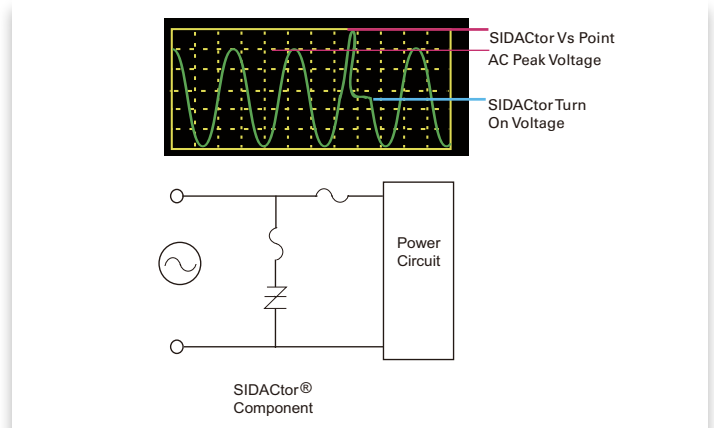 SIDACtor Vs Point
AC Peak Voltage
SIDACtor Turn
On Voltage
Power
Circuit
SIDACtor®
Component